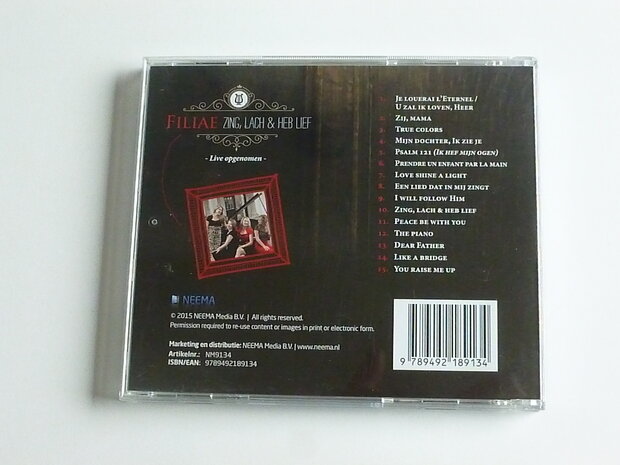 FILIAE ZING, LACH & HEB LIEF
- Live opgenomen -
1. JE LOUERAI L'ETERNEL /
U ZAL IK LOVEN, HEER
2. ZIJ, MAMA
3. TRUE COLORS
4. MIJN DOCHTER, IK ZIE JE
5. PSALM 121 (IK HEF MIJN OGEN)
6. PRENDRE UN ENFANT PAR LA MAIN
7. LOVE SHINE A LIGHT
8. EEN LIED DAT IN MIJ ZINGT
9. I WILL FOLLOW HIM
10. ZING, LACH & HEB LIEF
11. PEACE BE WITH YOU
12. THE PIANO
13. DEAR FATHER
14. LIKE A BRIDGE
15. YOU RAISE ME UP
NEEMA
© 2015 NEEMA Media B.V. | All rights reserved.
Permission required to re-use content or images in print or electronic form.
Marketing en distributie: NEEMA Media B.V. | www.neema.nl
Artikelnr.: NM9134
ISBN/EAN: 9789492189134
9 789492 189134